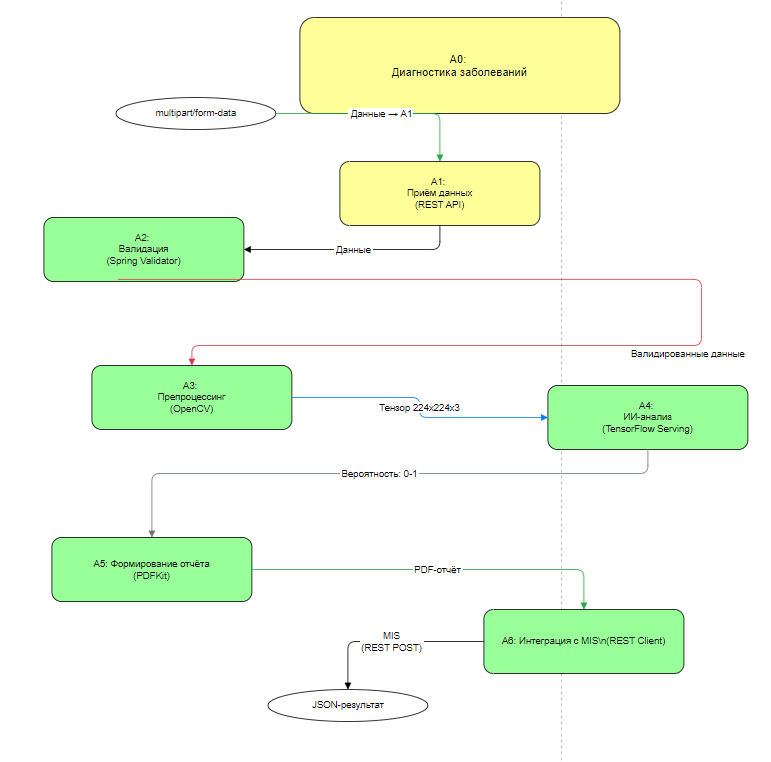 A0:
Диагностика заболеваний
multipart/form-data
Данные → A1
A1:
Приём данных
(REST API)
A2:
Валидация
(Spring Validator)
Данные
Валидированные данные
A3:
Препроцессинг
(OpenCV)
Тензор 224x224x3
A4:
ИИ-анализ
(TensorFlow Serving)
Вероятность: 0-1
A5: Формирование отчёта
(PDFKit)
PDF-отчёт
A6: Интеграция с MIS\n(REST Client)
MIS
(REST POST)
JSON-результат